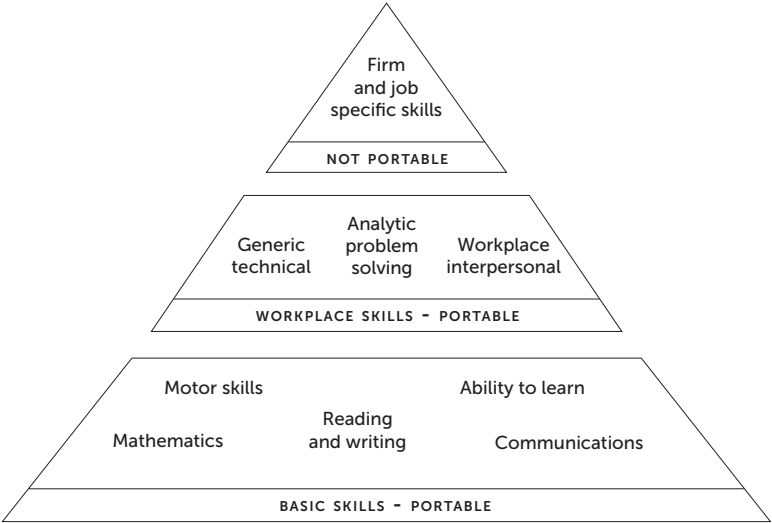 Firm
and job
specific skills
NOT PORTABLE
Generic
technical
Analytic
problem
solving
Workplace
interpersonal
WORKPLACE SKILLS – PORTABLE
Motor skills
Ability to learn
Mathematics
Reading
and writing
Communications
BASIC SKILLS – PORTABLE